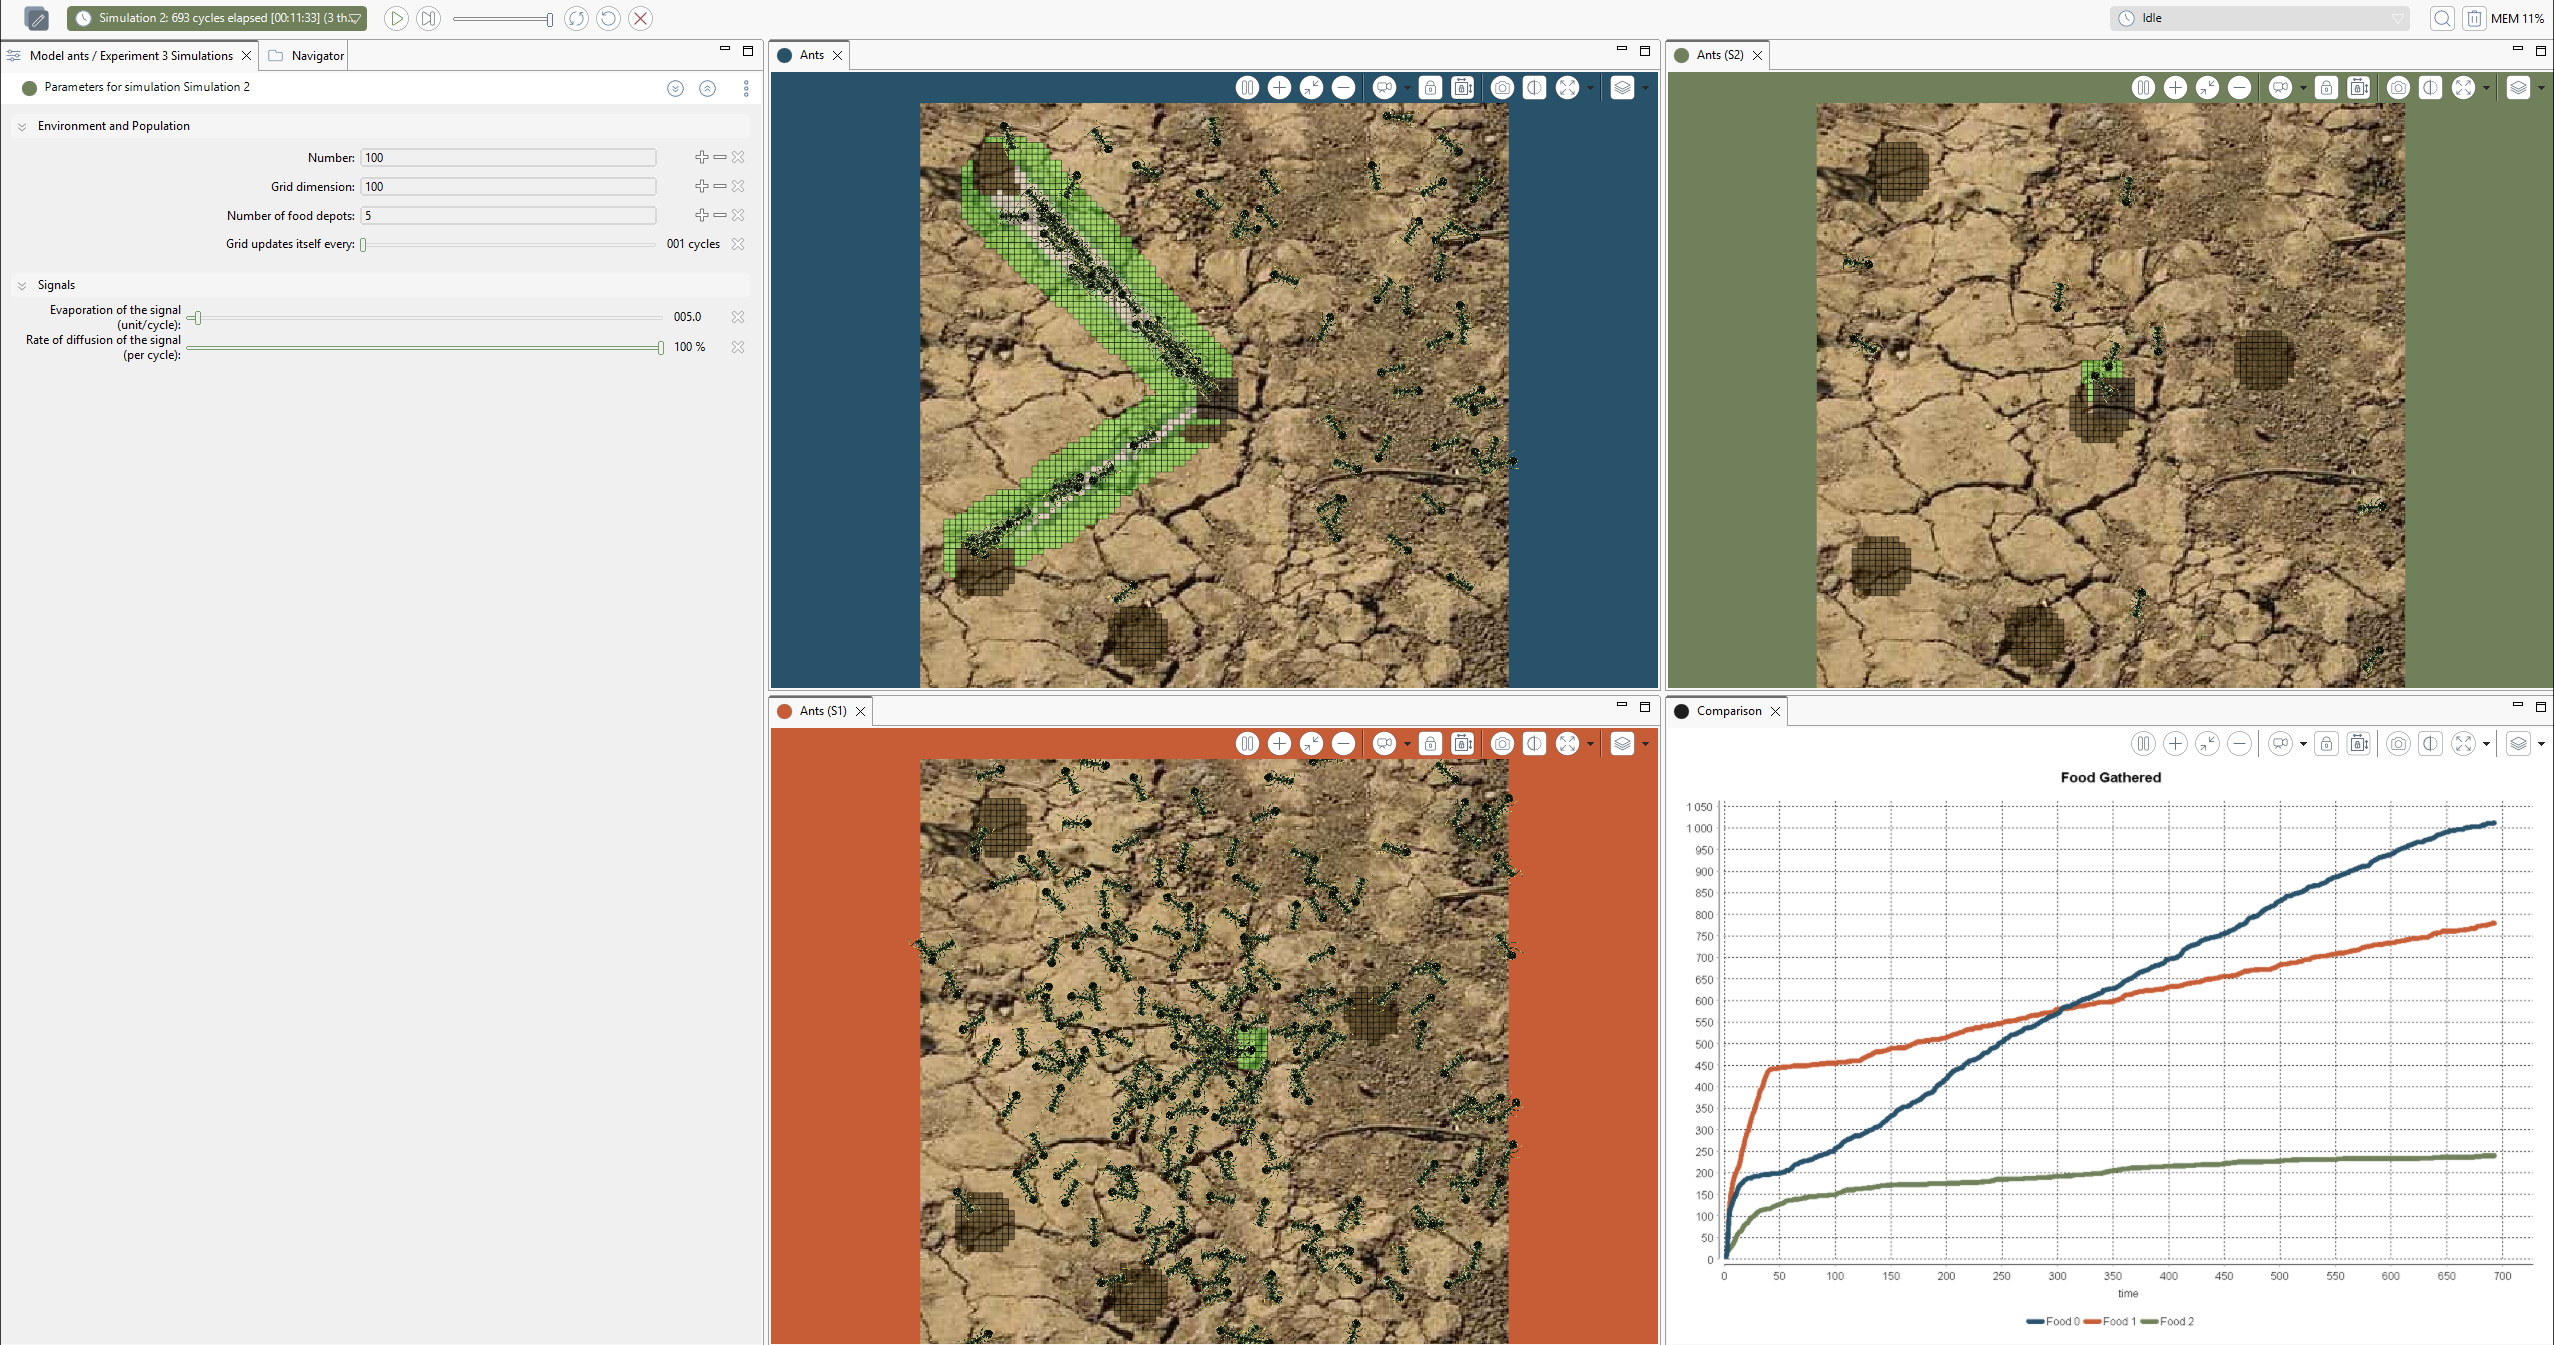 Simulation 2: 693 cycles elapsed [00:11:33] (3 th...
Idle
MEM 11%
Model ants / Experiment 3 Simulations
Navigator
Parameters for simulation Simulation 2
Environment and Population
Number: 100
Grid dimension: 100
Number of food depots: 5
Grid updates itself every: 001 cycles
Signals
Evaporation of the signal
(unit/cycle): 005.0
Rate of diffusion of the signal
(per cycle): 100 %
Ants
Ants (S2)
Ants (S1)
Comparison
Food Gathered
1 050
1 000
950
900
850
800
750
700
650
600
550
500
450
400
350
300
250
200
150
100
50
0
0 50 100 150 200 250 300 350 400 450 500 550 600 650 700
time
Food 0 Food 1 Food 2